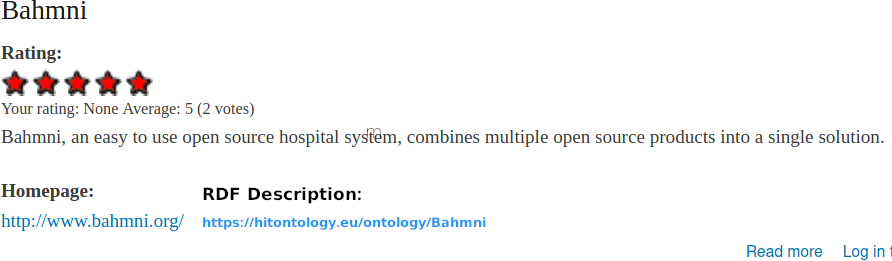 Bahmni
Rating:
Your rating: None Average: 5 (2 votes)
Bahmni, an easy to use open source hospital system, combines multiple open source products into a single solution.
Homepage:
http://www.bahmni.org/
RDF Description:
https://hitontology.eu/ontology/Bahmni
Read more Log in